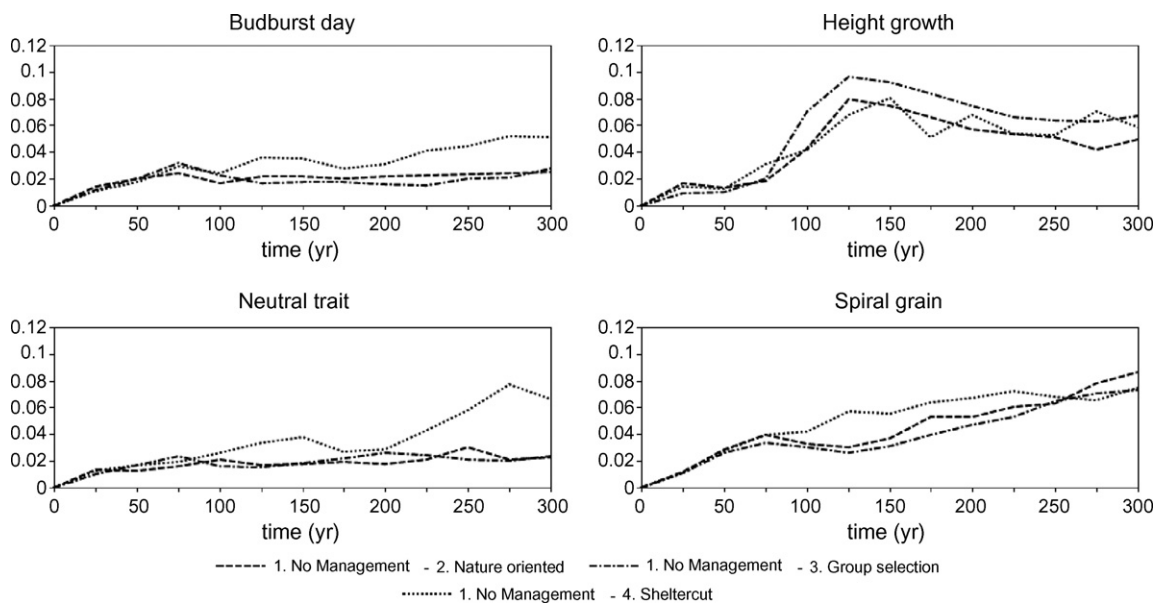 Budburst day
Height growth
0.12
0.1
0.08
0.06
0.04
0.02
0
0 50 100 150 200 250 300
time (yr)
0.12
0.1
0.08
0.06
0.04
0.02
0
0 50 100 150 200 250 300
time (yr)
Neutral trait
Spiral grain
0.12
0.1
0.08
0.06
0.04
0.02
0
0 50 100 150 200 250 300
time (yr)
0.12
0.1
0.08
0.06
0.04
0.02
0
0 50 100 150 200 250 300
time (yr)
1. No Management - 2. Nature oriented 1. No Management - 3. Group selection
1. No Management - 4. Sheltercut